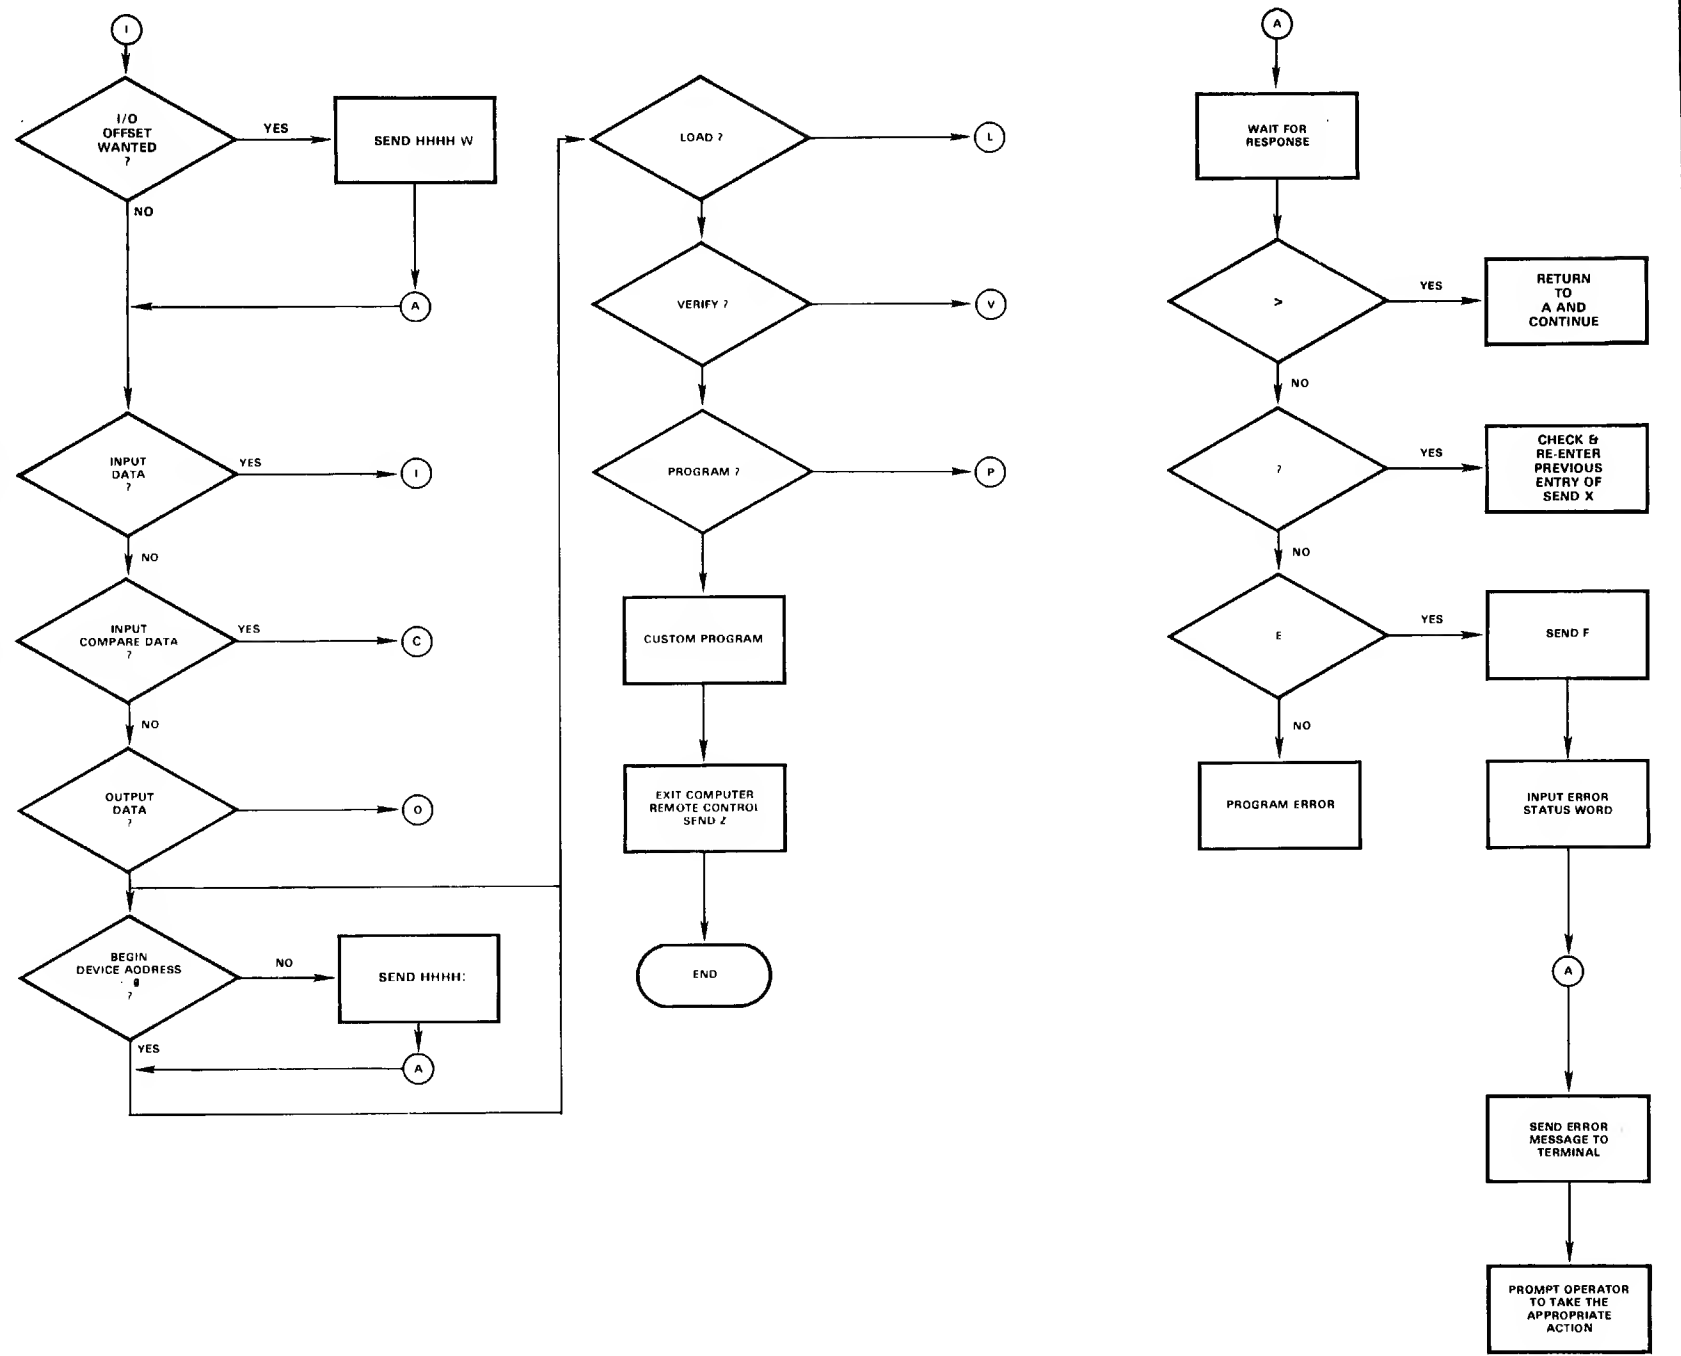 I
I/O
OFFSET
WANTED
?
YES
SEND HHHH W
NO
A
INPUT
DATA
?
YES
I
NO
INPUT
COMPARE DATA
?
YES
C
NO
OUTPUT
DATA
?
O
BEGIN
DEVICE ADDRESS
0
?
NO
SEND HHHH:
YES
A
LOAD ?
L
VERIFY ?
V
PROGRAM ?
P
CUSTOM PROGRAM
EXIT COMPUTER
REMOTE CONTROL
SEND Z
END
A
WAIT FOR
RESPONSE
>
YES
RETURN
TO
A AND
CONTINUE
NO
?
YES
CHECK &
RE-ENTER
PREVIOUS
ENTRY OF
SEND X
NO
E
YES
SEND F
NO
PROGRAM ERROR
INPUT ERROR
STATUS WORD
A
SEND ERROR
MESSAGE TO
TERMINAL
PROMPT OPERATOR
TO TAKE THE
APPROPRIATE
ACTION